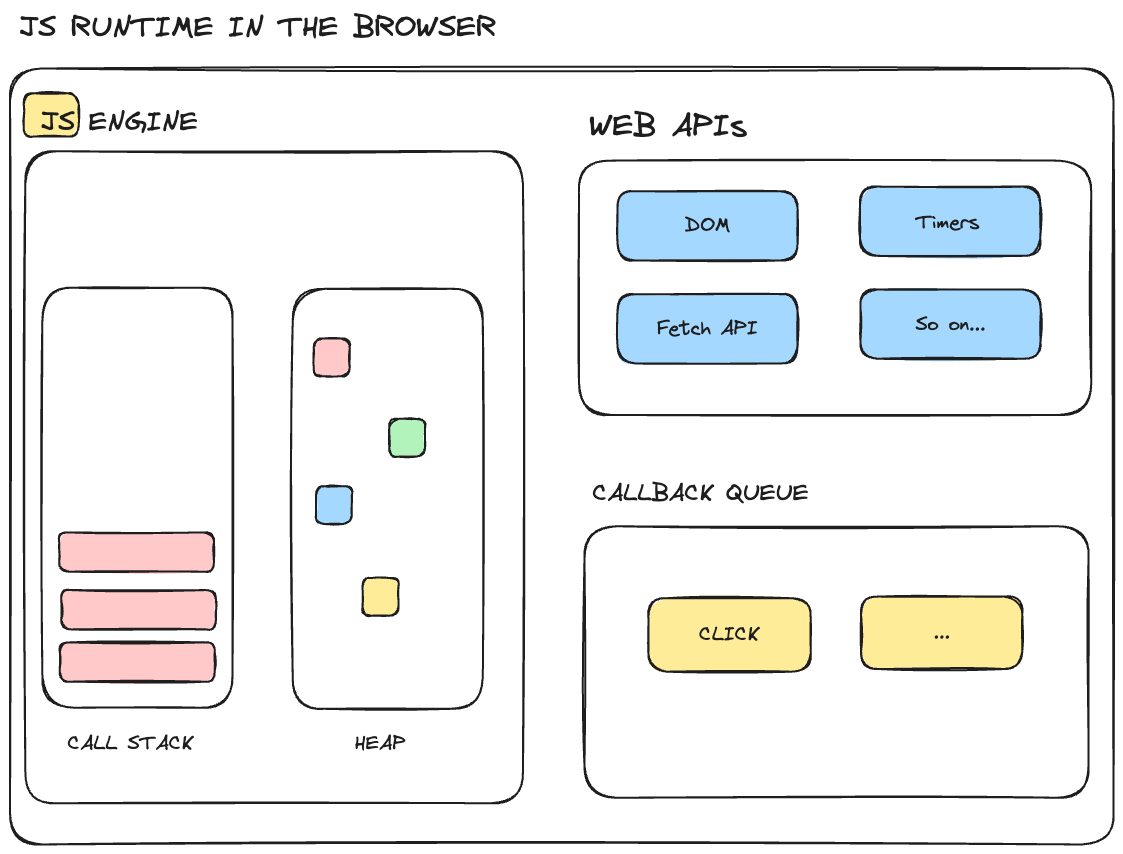 JS RUNTIME IN THE BROWSER
JS ENGINE
WEB APIs
DOM
Timers
Fetch API
So on...
CALLBACK QUEUE
CLICK
...
CALL STACK
HEAP